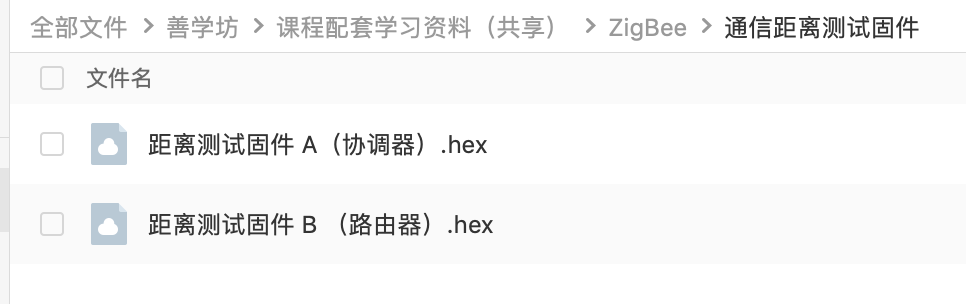 全部文件 > 善学坊 > 课程配套学习资料（共享） > ZigBee > 通信距离测试固件
文件名
距离测试固件 A（协调器）.hex
距离测试固件 B （路由器）.hex